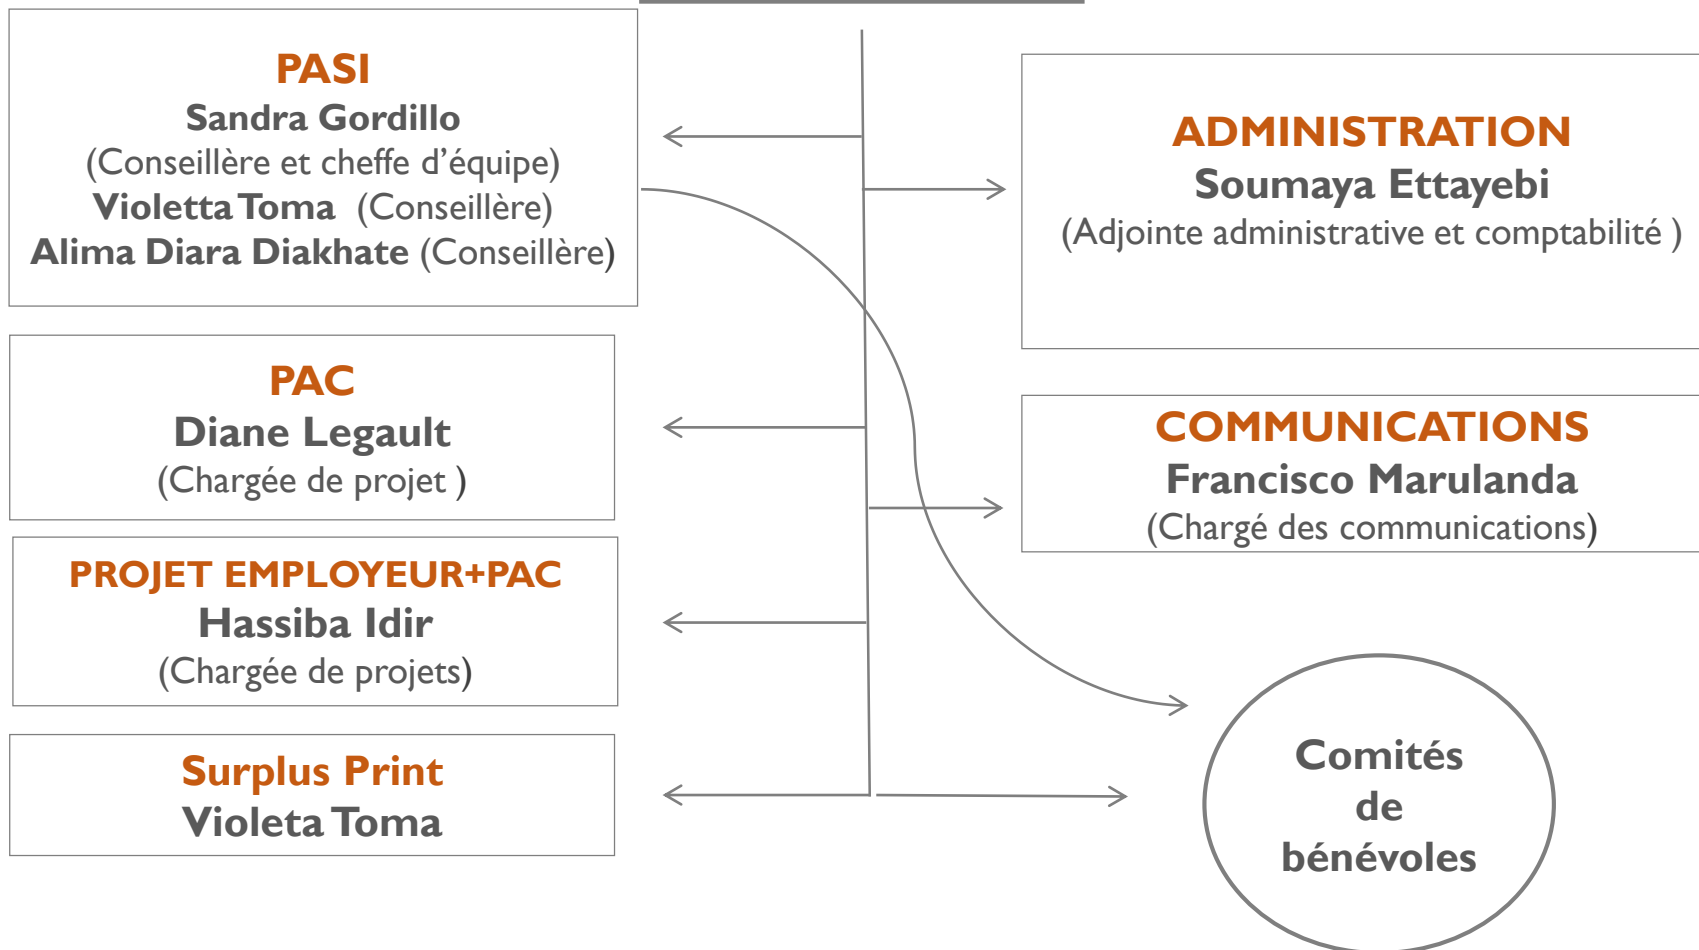 PASI
Sandra Gordillo
(Conseillère et cheffe d’équipe)
Violetta Toma (Conseillère)
Alima Diara Diakhate (Conseillère)
PAC
Diane Legault
(Chargée de projet )
PROJET EMPLOYEUR+PAC
Hassiba Idir
(Chargée de projets)
Surplus Print
Violeta Toma
ADMINISTRATION
Soumaya Ettayebi
(Adjointe administrative et comptabilité )
COMMUNICATIONS
Francisco Marulanda
(Chargé des communications)
Comités
de
bénévoles